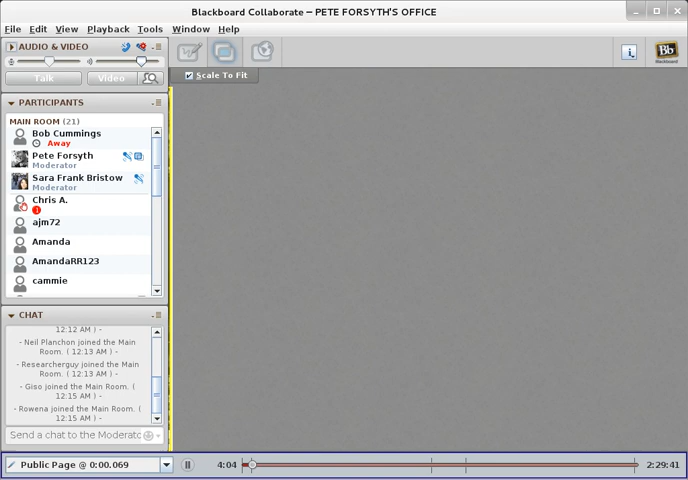 Blackboard Collaborate – PETE FORSYTH'S OFFICE
File Edit View Playback Tools Window Help
AUDIO & VIDEO
Talk Video
Scale To Fit
Bb
Blackboard
PARTICIPANTS
MAIN ROOM (21)
Bob Cummings
Away
Pete Forsyth
Moderator
Sara Frank Bristow
Moderator
Chris A.
1
ajm72
Amanda
AmandaRR123
cammie
CHAT
12:12 AM ) -
- Neil Planchon joined the Main
Room. ( 12:13 AM ) -
- Researcherguy joined the Main
Room. ( 12:13 AM ) -
- Giso joined the Main Room. (
12:15 AM ) -
- Rowena joined the Main Room. (
12:15 AM ) -
Send a chat to the Moderato
Public Page @ 0:00.069
4:04
2:29:41